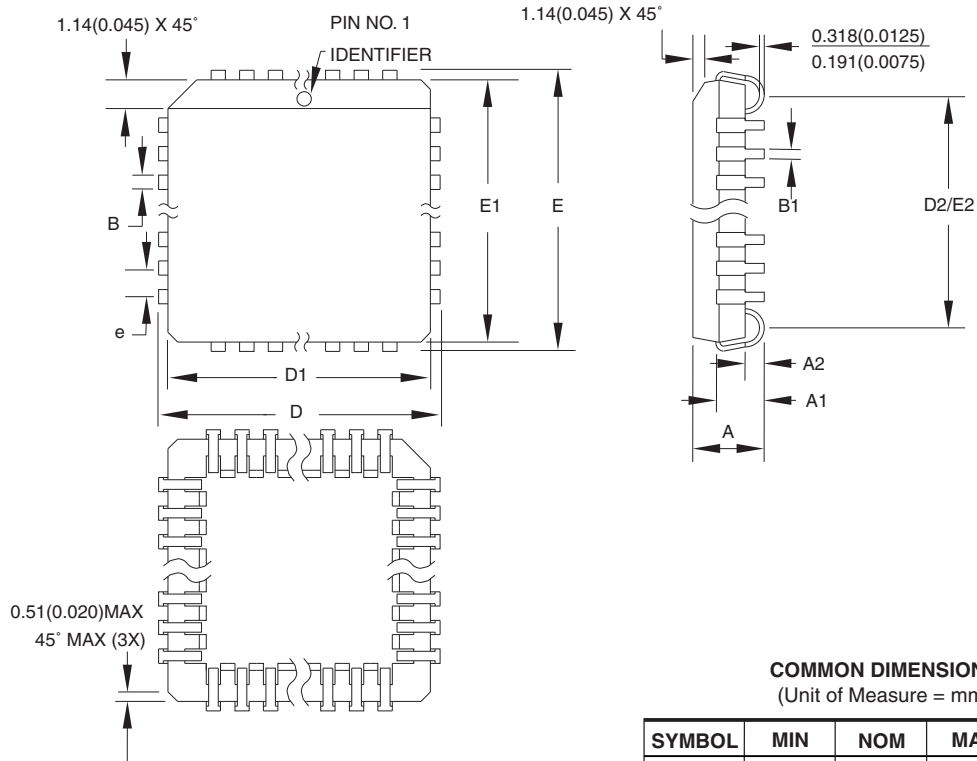 1.14(0.045) X 45˚
PIN NO. 1
IDENTIFIER
1.14(0.045) X 45˚
0.318(0.0125)
0.191(0.0075)
B
E1
E
B1
D2/E2
e
D1
D
A2
A1
A
0.51(0.020)MAX
45˚ MAX (3X)
COMMON DIMENSION
(Unit of Measure = mm
SYMBOL MIN NOM MA